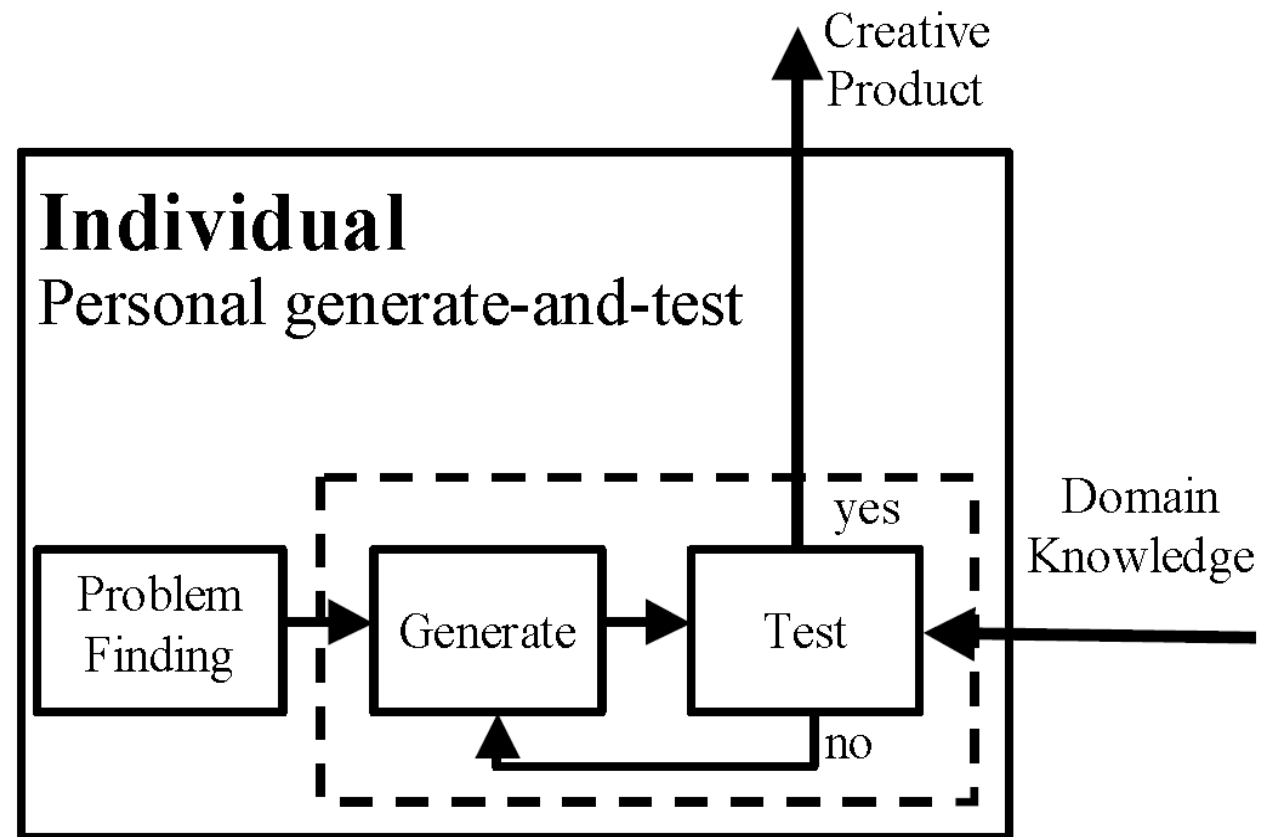 Creative
Product
Individual
Personal generate-and-test
yes
Domain
Knowledge
Problem
Finding
Generate
Test
no